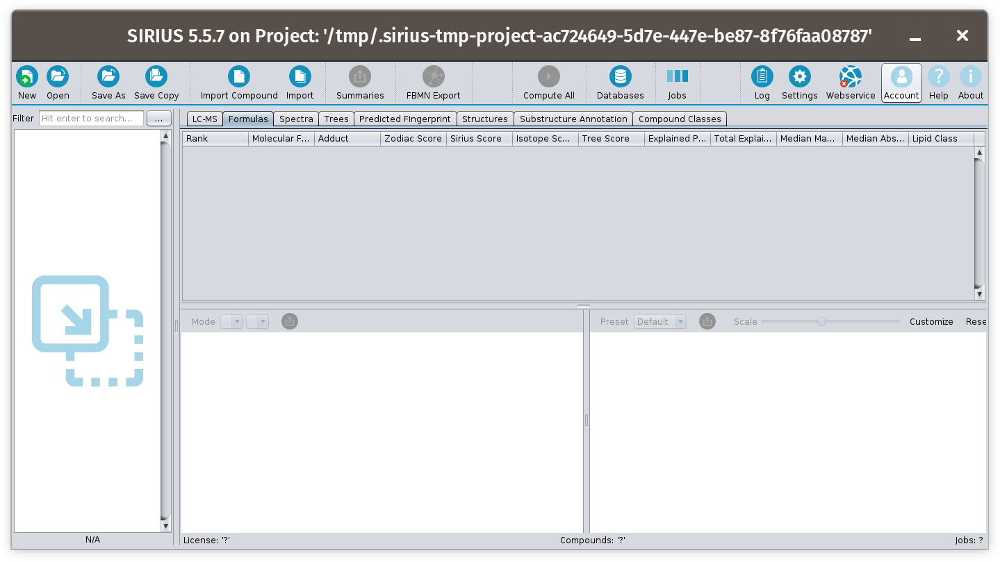 SIRIUS 5.5.7 on Project: '/tmp/.sirius-tmp-project-ac724649-5d7e-447e-be87-8f76faa08787'
New Open Save As Save Copy Import Compound Import Summaries FBMN Export Compute All Databases Jobs Log Settings Webservice Account Help About
Filter Hit enter to search... ... LC-MS Formulas Spectra Trees Predicted Fingerprint Structures Substructure Annotation Compound Classes
Rank Molecular F... Adduct Zodiac Score Sirius Score Isotope Sc... Tree Score Explained P... Total Explai... Median Ma... Median Abs... Lipid Class
Mode Preset Default Scale Customize Rese
N/A License: '?' Compounds: '?' Jobs: ?